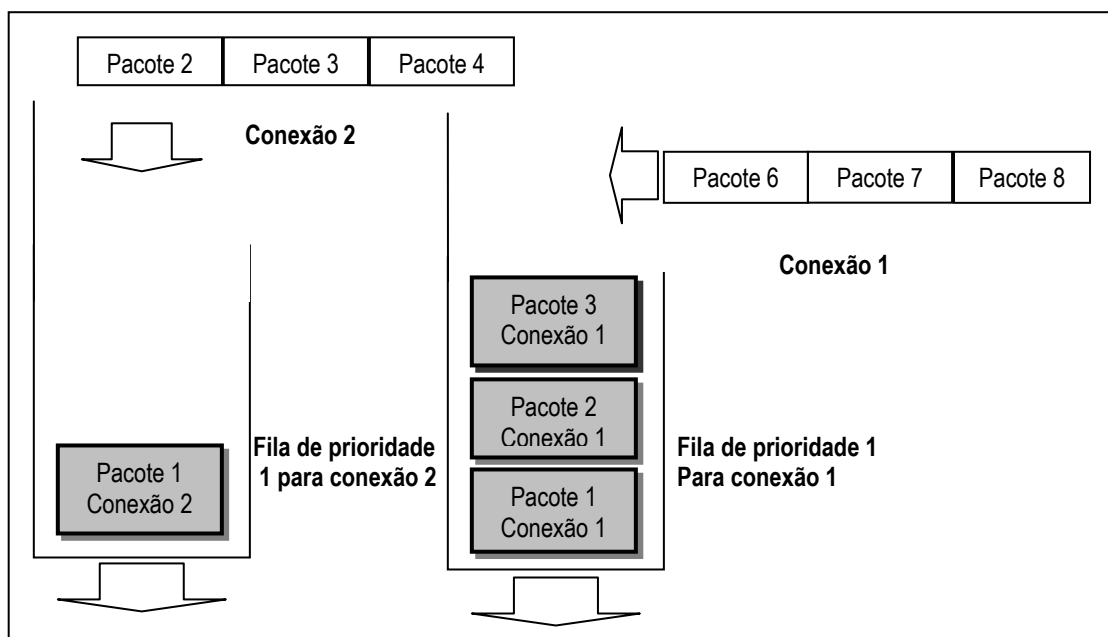 Pacote 2 Pacote 3 Pacote 4
Conexão 2
Pacote 6 Pacote 7 Pacote 8
Conexão 1
Pacote 3
Conexão 1
Pacote 2
Conexão 1
Fila de prioridade
1 para conexão 2
Fila de prioridade 1
Para conexão 1
Pacote 1
Conexão 2
Pacote 1
Conexão 1